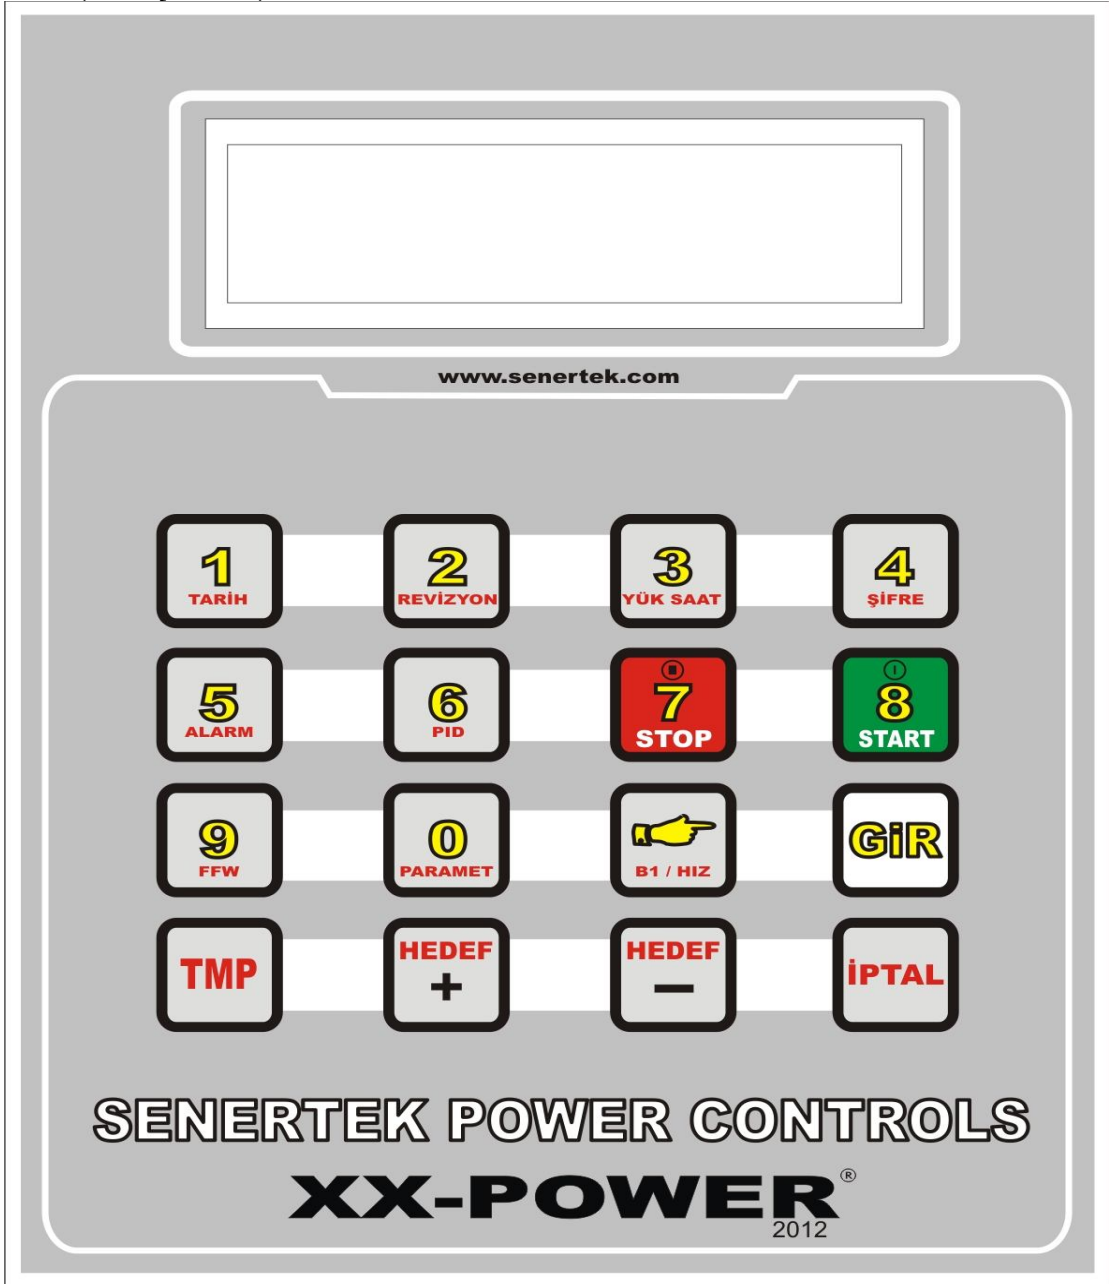 www.senertek.com
1 2 3 4
TARİH REVİZYON YÜK SAAT ŞİFRE
5 6 7 8
ALARM PID STOP START
9 0 GİR
FFW PARAMET B1 / HIZ
TMP HEDEF + HEDEF - İPTAL
SENERTEK POWER CONTROLS
XX-POWER®
2012